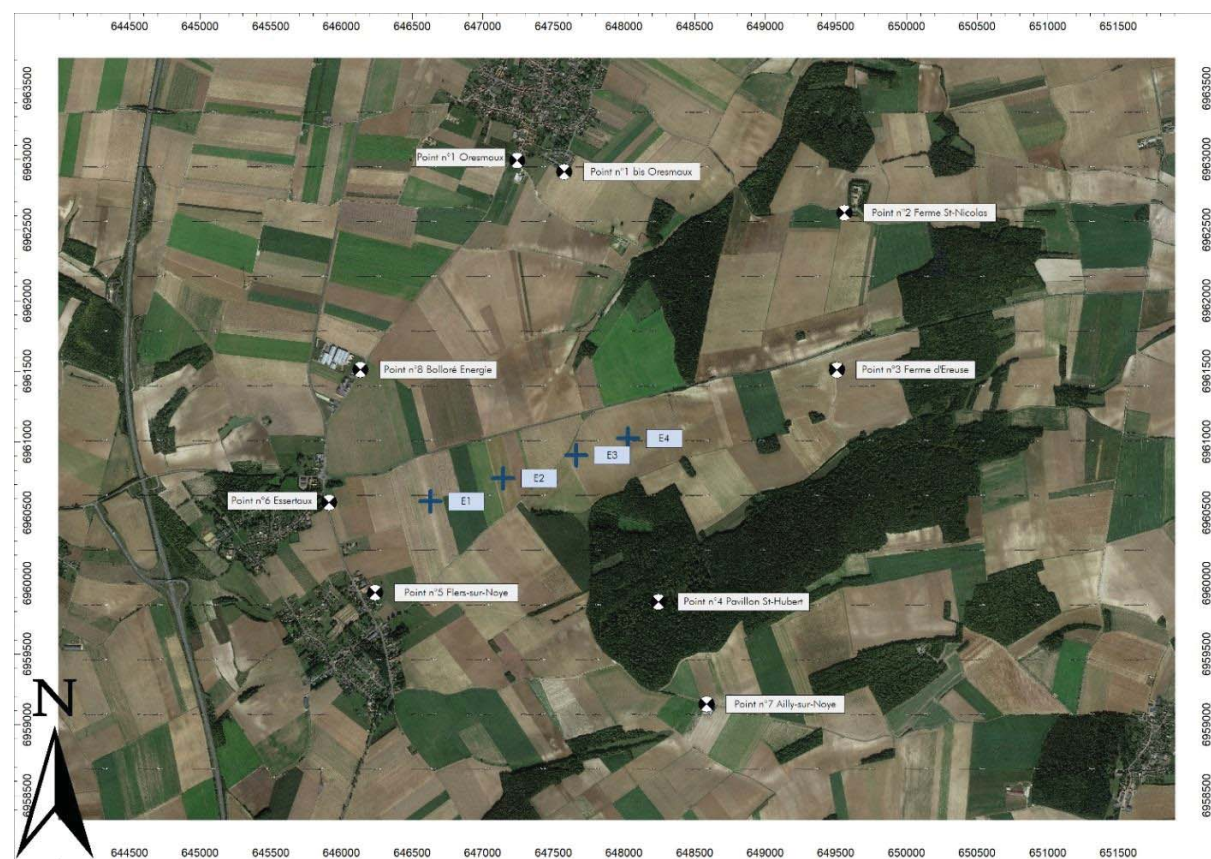 644500 645000 645500 646000 646500 647000 647500 648000 648500 649000 649500 650000 650500 651000 651500
6963500 6963500
6963000 Point n°1 Oresmaux 6963000
Point n°1 bis Oresmaux
6962500 Point n°2 Ferme St-Nicolas 6962500
6962000 6962000
6961500 Point n°8 Bolloré Energie Point n°3 Ferme d'Ereuse 6961500
6961000 E4 6961000
E3
E2
6960500 Point n°6 Essertaux E1 6960500
6960000 Point n°5 Flers-sur-Noye Point n°4 Pavillon St-Hubert 6960000
6959500 6959500
N
6959000 Point n°7 Ailly-sur-Noye 6959000
6958500 6958500
644500 645000 645500 646000 646500 647000 647500 648000 648500 649000 649500 650000 650500 651000 651500